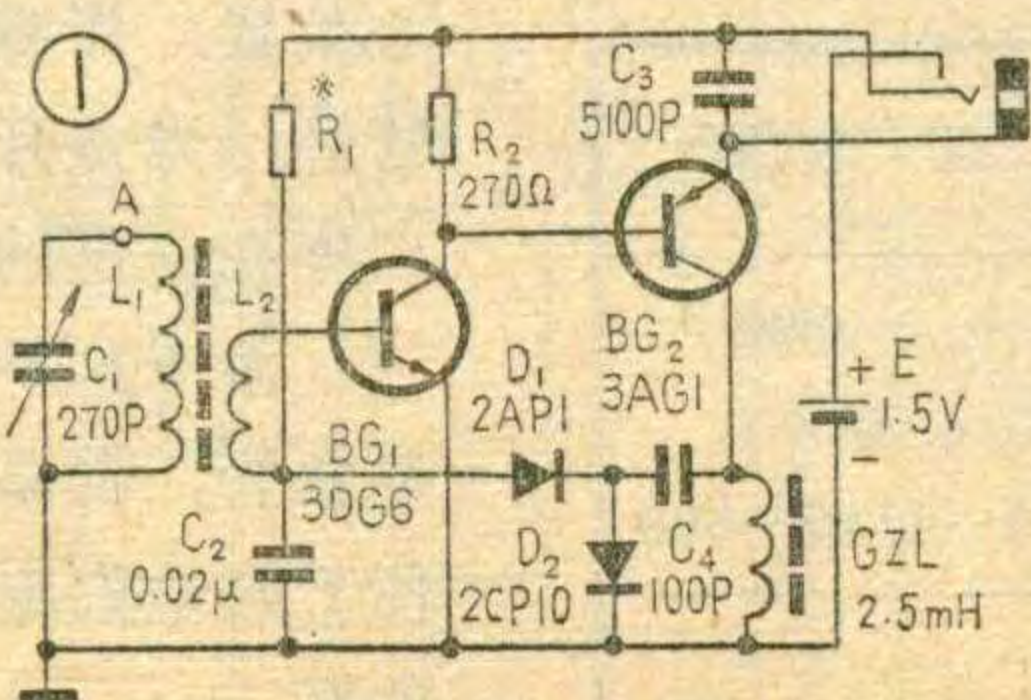 ①
*
R₁
R₂
270Ω
C₃
5100P
A
L₁
L₂
C₁
270P
BG₁
3DG6
BG₂
3AG1
D₁
2AP1
+
E
1.5V
−
C₂
0.02μ
D₂
2CP10
C₄
100P
GZL
2.5mH